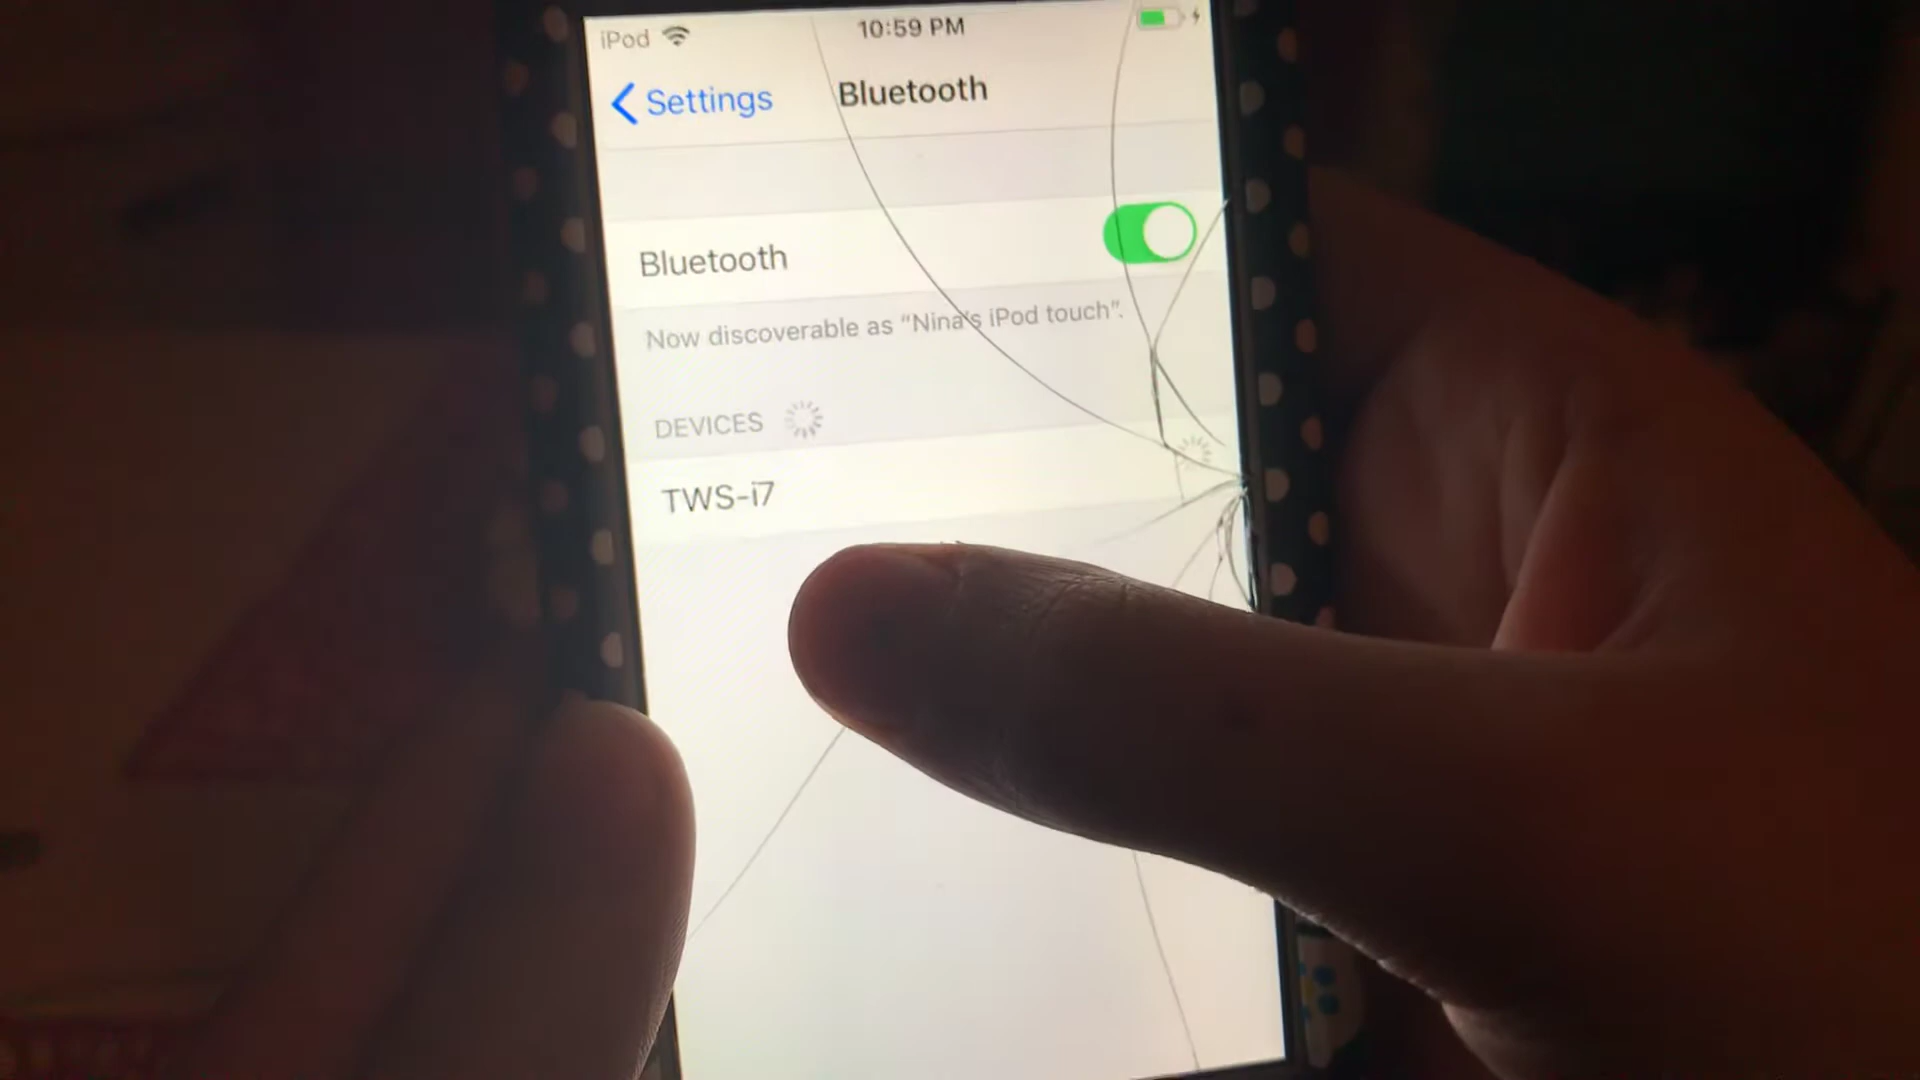 iPod 10:59 PM
Settings Bluetooth
Bluetooth
Now discoverable as “Nina's iPod touch”.
DEVICES
TWS-i7